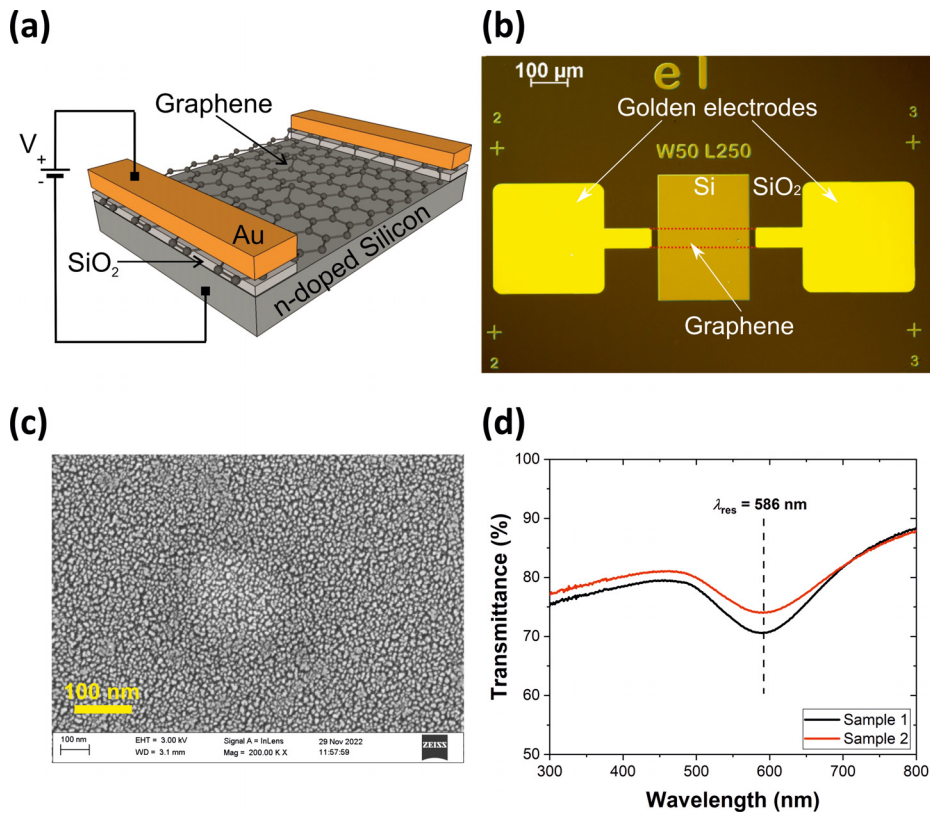 (a)
Graphene
V
+
-
Au
SiO₂
n-doped Silicon
(b)
100 µm
e l
Golden electrodes
2
3
W50 L250
Si
SiO₂
Graphene
2
3
(c)
100 nm
100 nm
EHT = 3.00 kV
Signal A = InLens
29 Nov 2022
WD = 3.1 mm
Mag = 200.00 K X
11:57:59
ZEISS
(d)
100
90
80
70
60
50
Transmittance (%)
λres = 586 nm
Sample 1
Sample 2
300
400
500
600
700
800
Wavelength (nm)